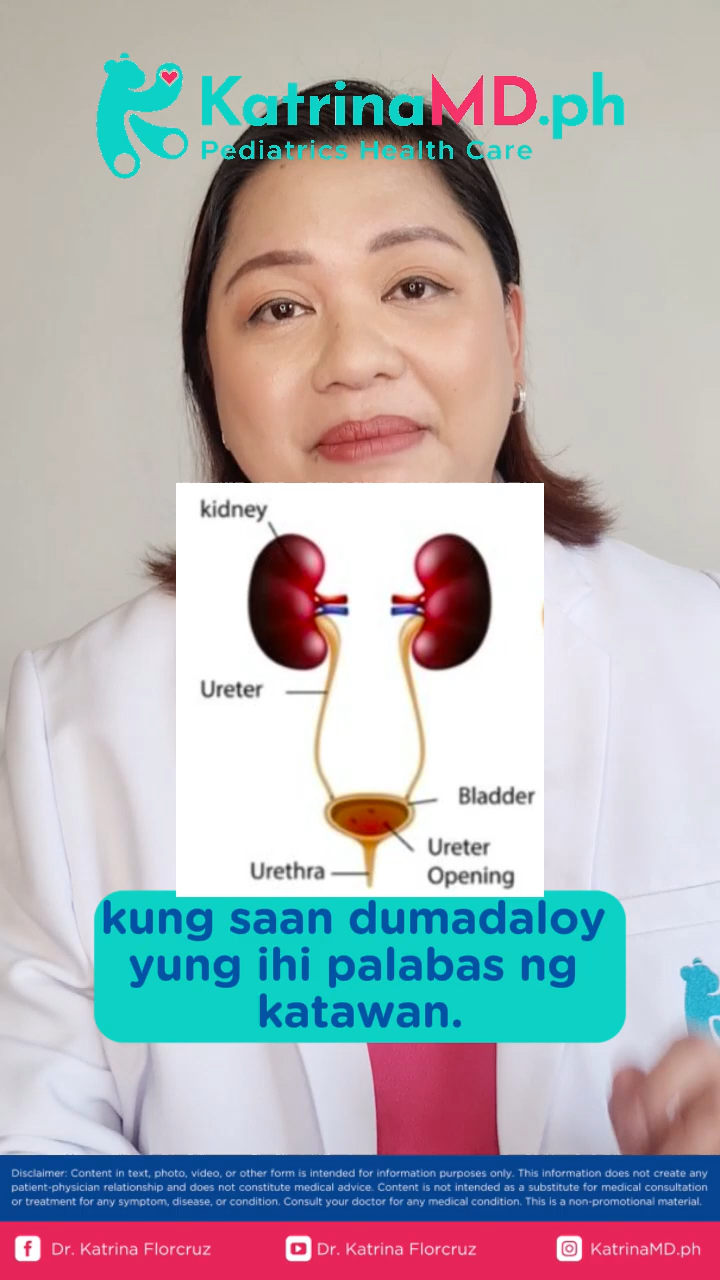 KatrinaMD.ph
Pediatrics Health Care
kidney
Ureter
Bladder
Ureter
Opening
Urethra
kung saan dumadaloy
yung ihi palabas ng
katawan.
Disclaimer: Content in text, photo, video, or other form is intended for information purposes only. This information does not create any
patient-physician relationship and does not constitute medical advice. Content is not intended as a substitute for medical consultation
or treatment for any symptom, disease, or condition. Consult your doctor for any medical condition. This is a non-promotional material.
Dr. Katrina Florcruz
Dr. Katrina Florcruz
KatrinaMD.ph